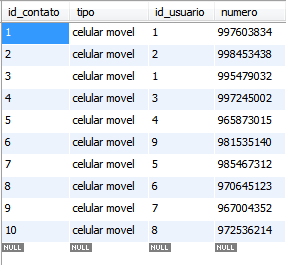 id_contato tipo id_usuario numero
1 celular movel 1 997603834
2 celular movel 2 998453438
3 celular movel 1 995479032
4 celular movel 3 997245002
5 celular movel 4 965873015
6 celular movel 9 981535140
7 celular movel 5 985467312
8 celular movel 6 970645123
9 celular movel 7 967004352
10 celular movel 8 972536214
NULL NULL NULL NULL